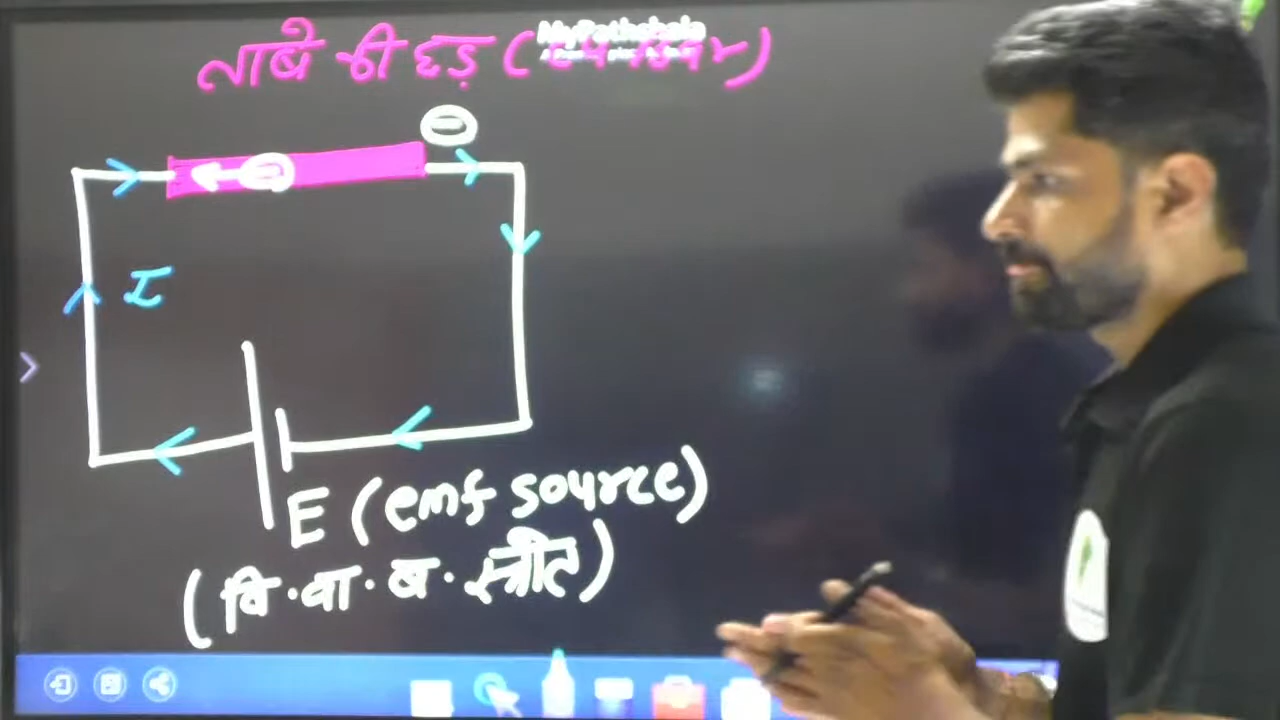 तांबे की छड़ (
MyPathshala
I
E (emf source)
(वि.वा.ब.स्त्रोत)